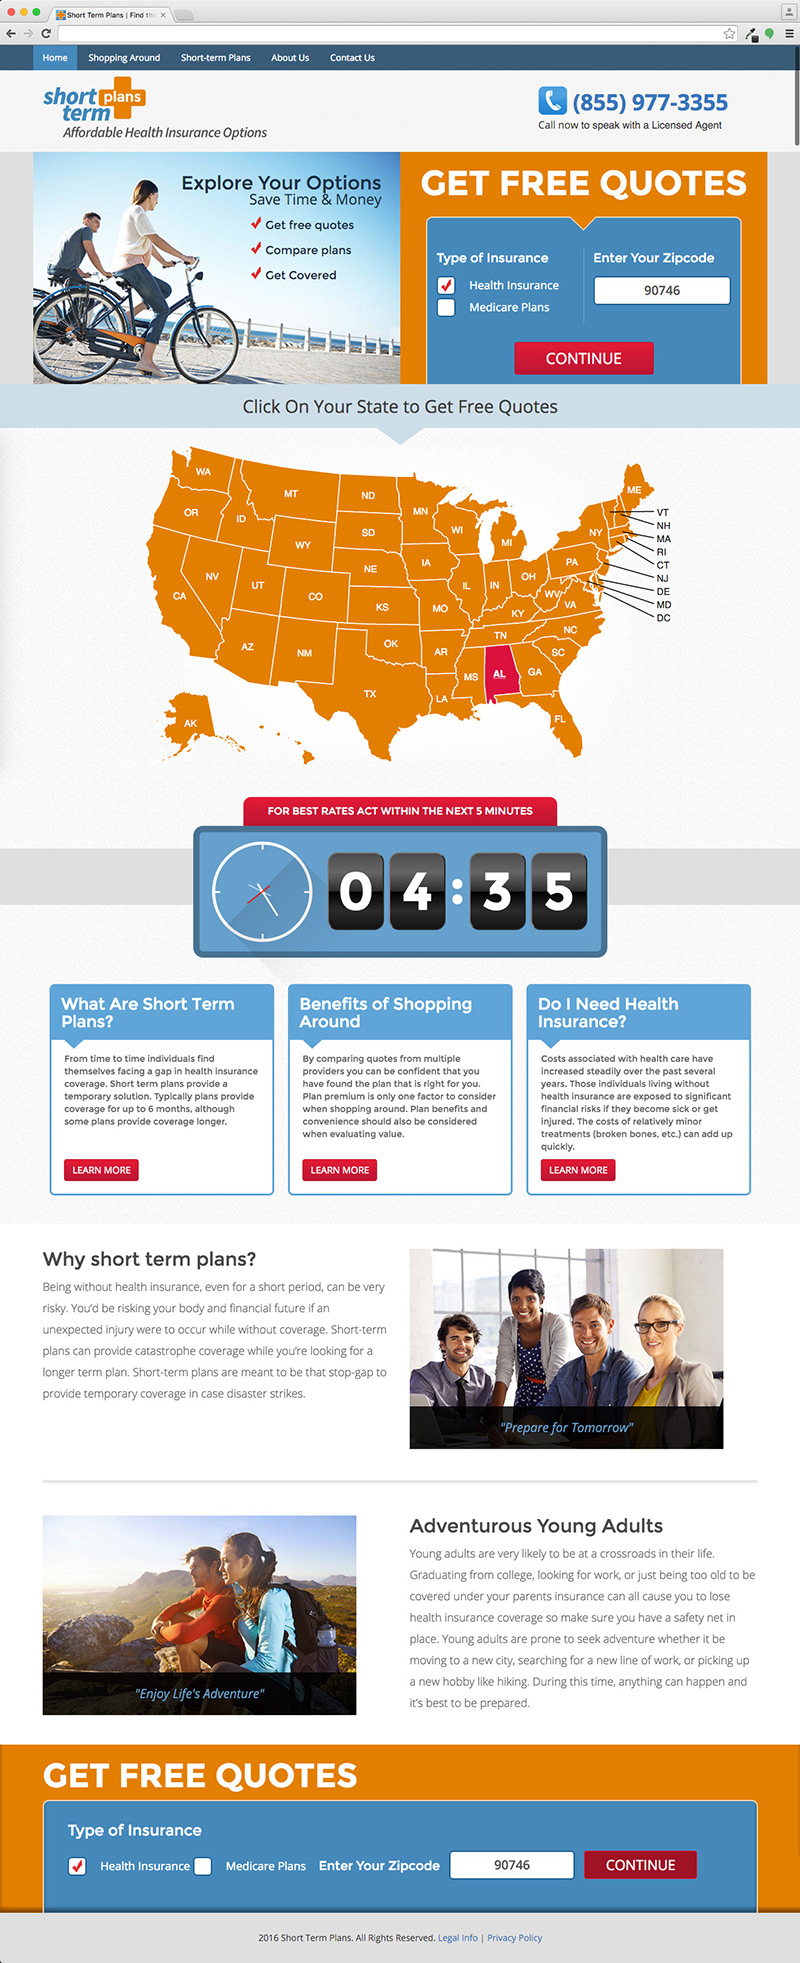 Short Term Plans | Find the
Home Shopping Around Short-term Plans About Us Contact Us
short plans
term
Affordable Health Insurance Options
(855) 977-3355
Call now to speak with a Licensed Agent
Explore Your Options
Save Time & Money
Get free quotes
Compare plans
Get Covered
GET FREE QUOTES
Type of Insurance
Health Insurance
Medicare Plans
Enter Your Zipcode
90746
CONTINUE
Click On Your State to Get Free Quotes
WA
MT
ND
MN
ME
OR
ID
SD
WI
MI
NY
VT
NH
MA
RI
CT
NJ
DE
MD
DC
WY
NE
IA
PA
NV
UT
CO
IL
IN
OH
CA
KS
MO
KY
WV
VA
AZ
NM
OK
AR
TN
NC
SC
MS
AL
GA
TX
LA
FL
AK
FOR BEST RATES ACT WITHIN THE NEXT 5 MINUTES
04:35
What Are Short Term
Plans?
From time to time individuals find
themselves facing a gap in health insurance
coverage. Short term plans provide a
temporary solution. Typically plans provide
coverage for up to 6 months, although
some plans provide coverage longer.
LEARN MORE
Benefits of Shopping
Around
By comparing quotes from multiple
providers you can be confident that you
have found the plan that is right for you.
Plan premium is only one factor to consider
when shopping around. Plan benefits and
convenience should also be considered
when evaluating value.
LEARN MORE
Do I Need Health
Insurance?
Costs associated with health care have
increased steadily over the past several
years. Those individuals living without
health insurance are exposed to significant
financial risks if they become sick or get
injured. The costs of relatively minor
treatments (broken bones, etc.) can add up
quickly.
LEARN MORE
Why short term plans?
Being without health insurance, even for a short period, can be very
risky. You'd be risking your body and financial future if an
unexpected injury were to occur while without coverage. Short-term
plans can provide catastrophe coverage while you're looking for a
longer term plan. Short-term plans are meant to be that stop-gap to
provide temporary coverage in case disaster strikes.
"Prepare for Tomorrow"
"Enjoy Life's Adventure"
Adventurous Young Adults
Young adults are very likely to be at a crossroads in their life.
Graduating from college, looking for work, or just being too old to be
covered under your parents insurance can all cause you to lose
health insurance coverage so make sure you have a safety net in
place. Young adults are prone to seek adventure whether it be
moving to a new city, searching for a new line of work, or picking up
a new hobby like hiking. During this time, anything can happen and
it's best to be prepared.
GET FREE QUOTES
Type of Insurance
Health Insurance Medicare Plans Enter Your Zipcode 90746 CONTINUE
2016 Short Term Plans. All Rights Reserved. Legal Info | Privacy Policy